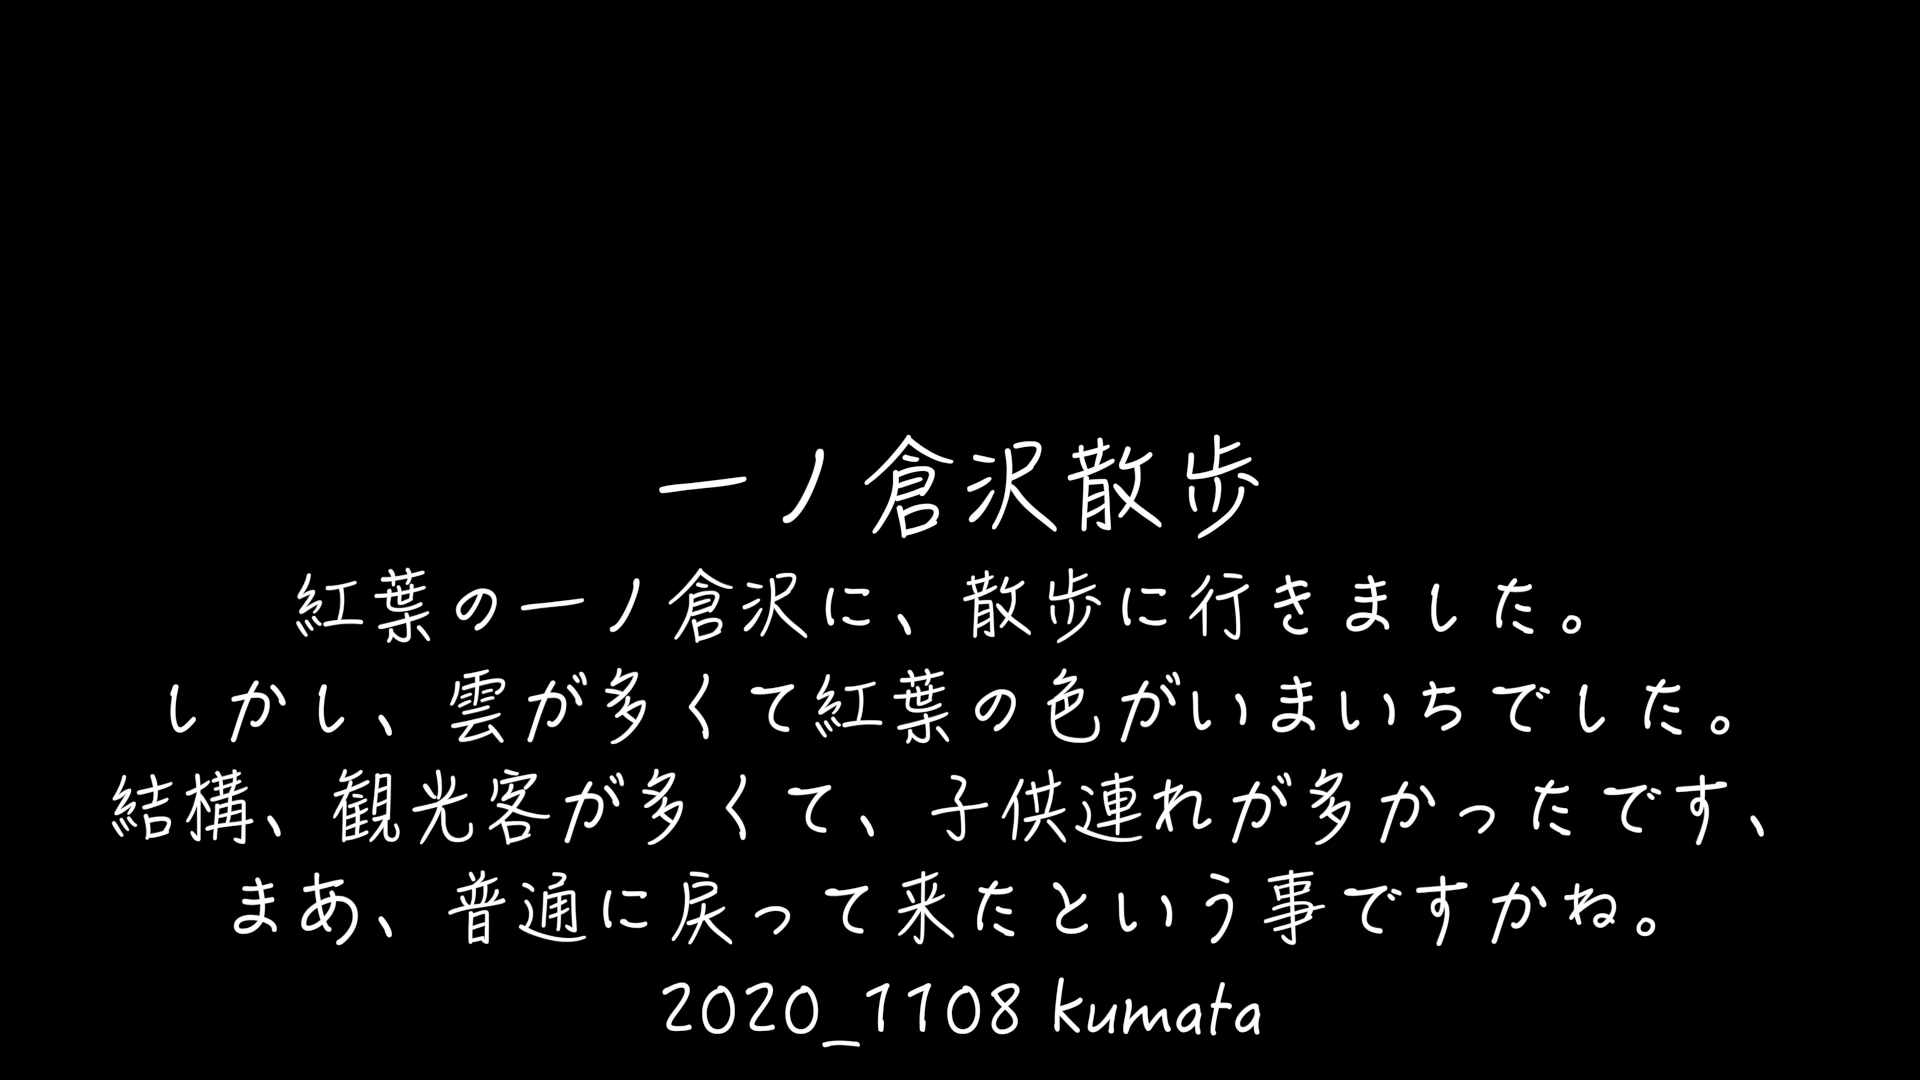 一ノ倉沢散歩
紅葉の一ノ倉沢に、散歩に行きました。
しかし、雲が多くて紅葉の色がいまいちでした。
結構、観光客が多くて、子供連れが多かったです、
まあ、普通に戻って来たという事ですかね。
2020_1108 kumata